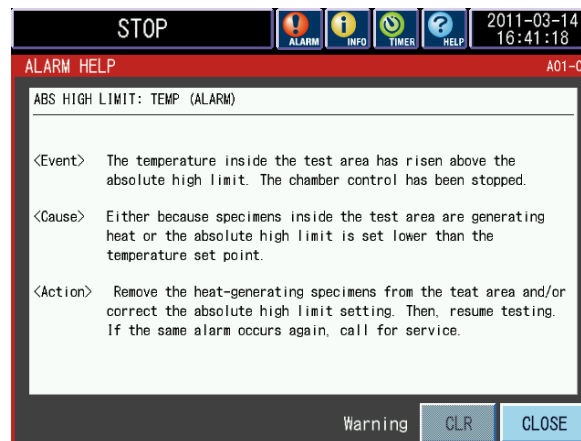 STOP
ALARM
INFO
TIMER
HELP
2011-03-14
16:41:18
ALARM HELP
A01-0
ABS HIGH LIMIT: TEMP (ALARM)
<Event> The temperature inside the test area has risen above the
absolute high limit. The chamber control has been stopped.
<Cause> Either because specimens inside the test area are generating
heat or the absolute high limit is set lower than the
temperature set point.
<Action> Remove the heat-generating specimens from the teat area and/or
correct the absolute high limit setting. Then, resume testing.
If the same alarm occurs again, call for service.
Warning
CLR
CLOSE